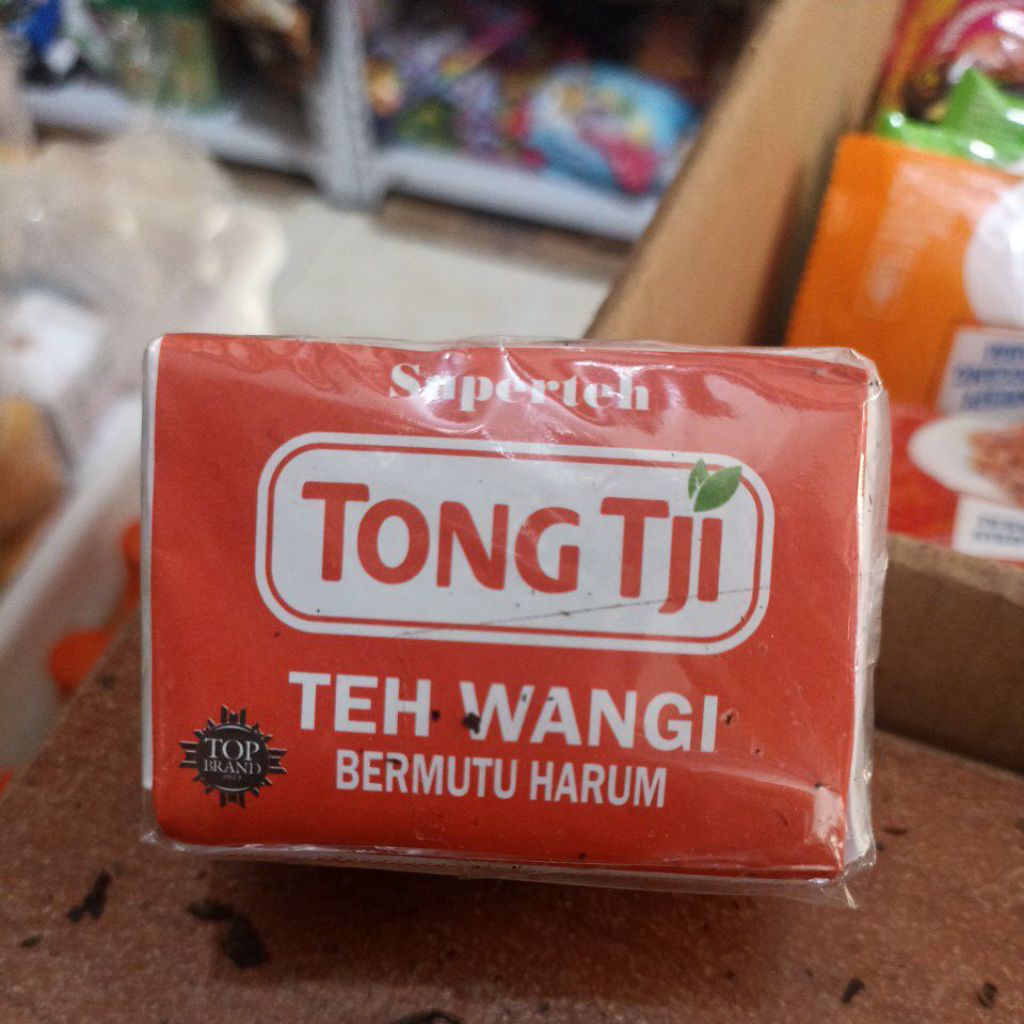 Superteh
TONG TJI
TEH WANGI
BERMUTU HARUM
TOP
BRAND